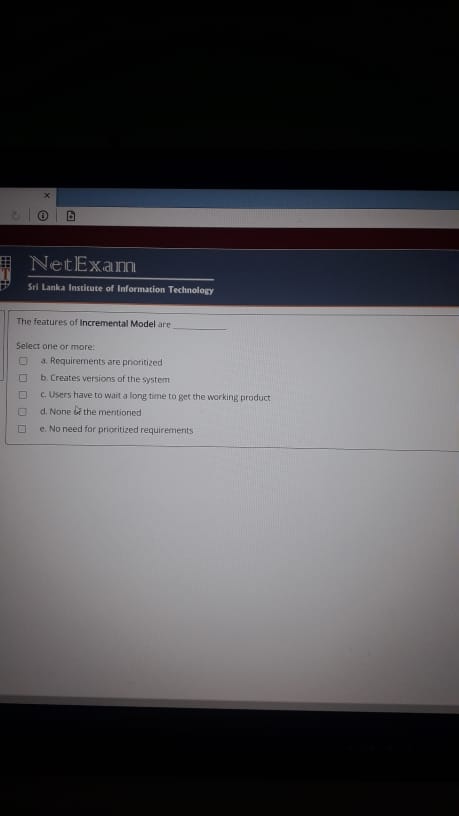 NetExam
Sri Lanka Institute of Information Technology
The features of Incremental Model are ___________
Select one or more:
a. Requirements are prioritized
b. Creates versions of the system
c. Users have to wait a long time to get the working product
d. None of the mentioned
e. No need for prioritized requirements